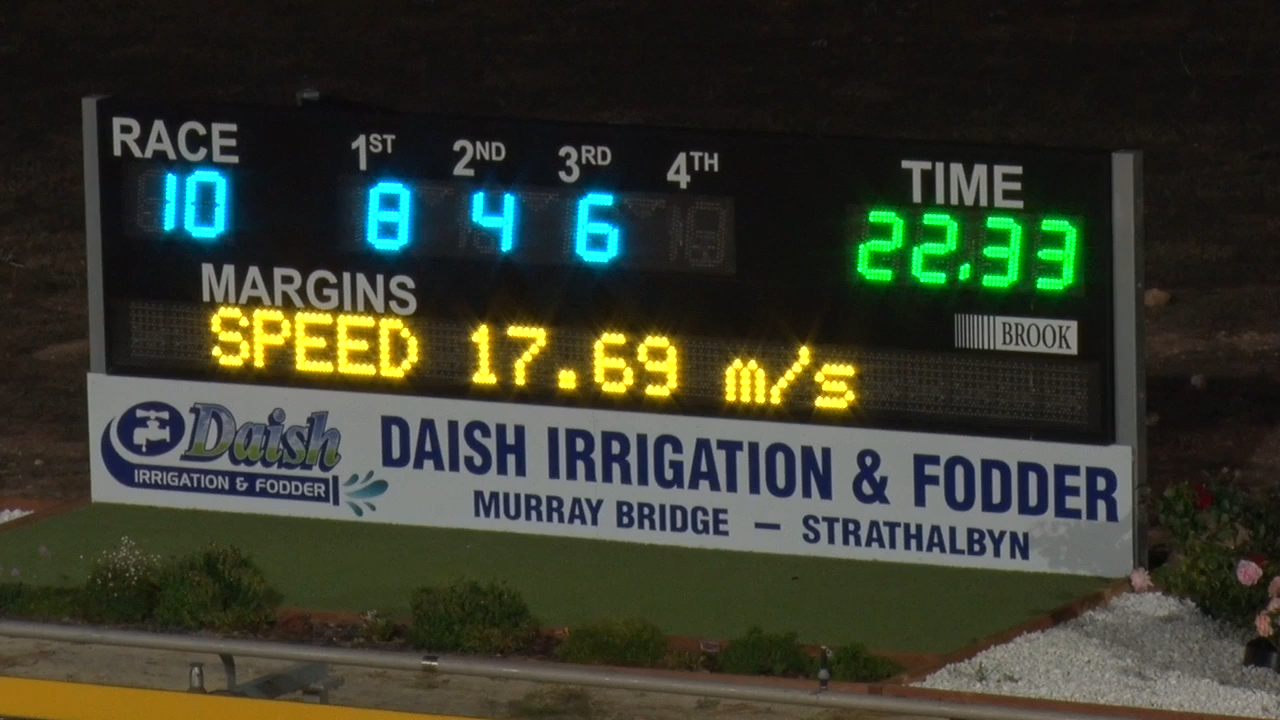 RACE 1ST 2ND 3RD 4TH TIME
10 8 4 6 22.33
MARGINS
BROOK
SPEED 17.69 m/s
Daish
IRRIGATION & FODDER
DAISH IRRIGATION & FODDER
MURRAY BRIDGE — STRATHALBYN